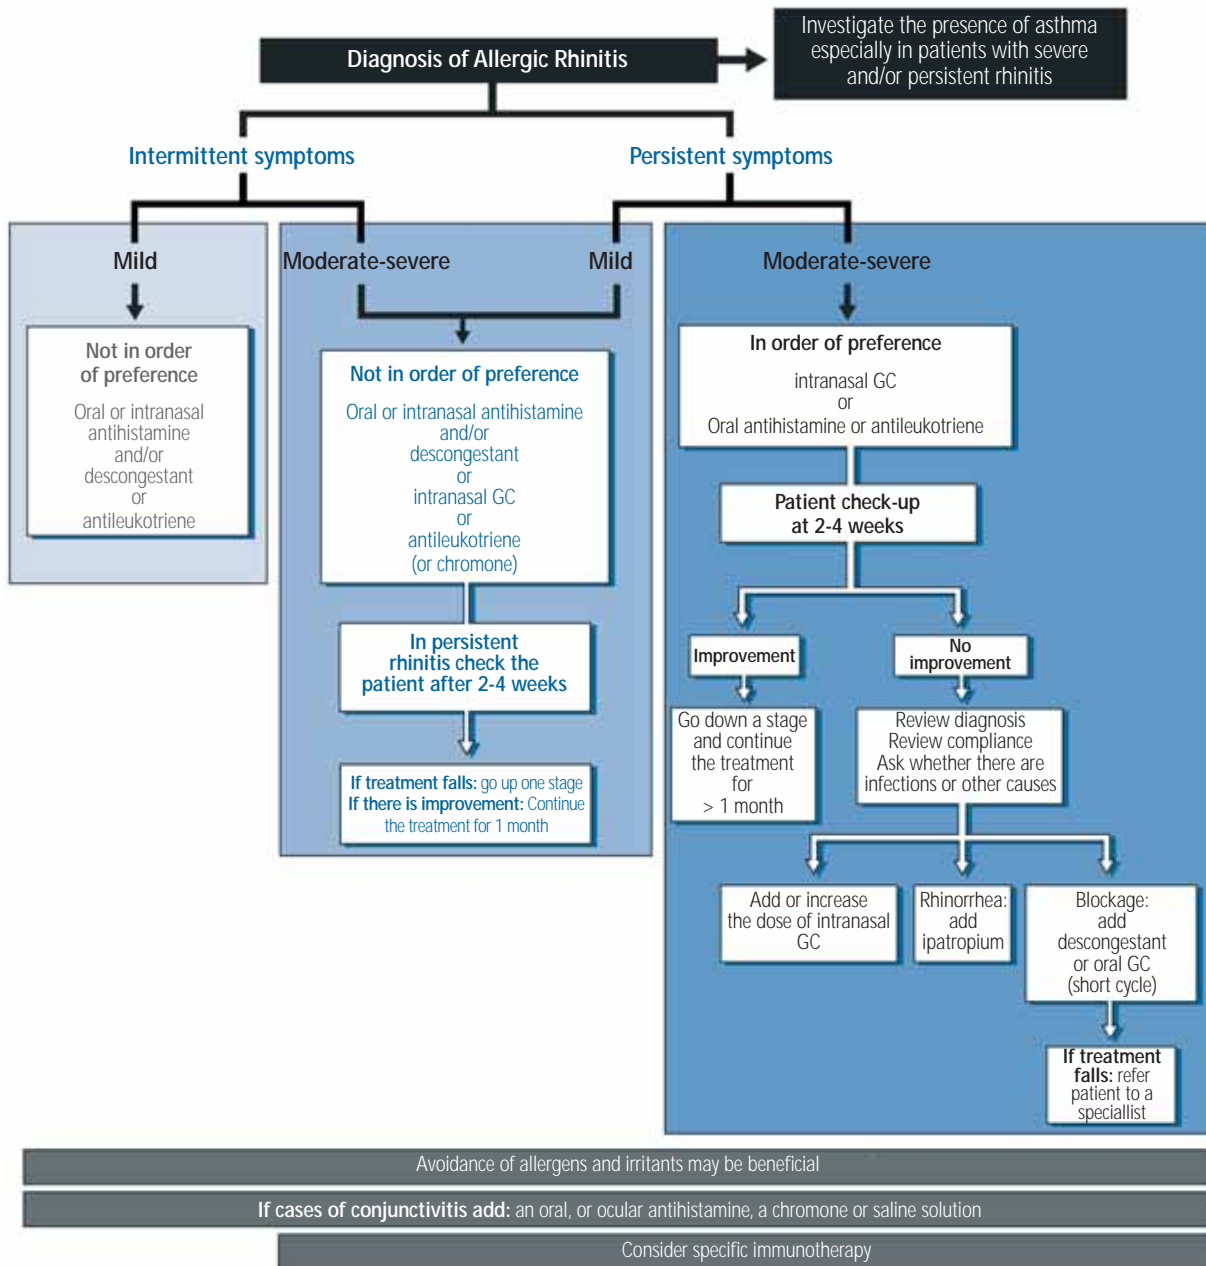 Diagnosis of Allergic Rhinitis
Investigate the presence of asthma
especially in patients with severe
and/or persistent rhinitis
Intermittent symptoms
Persistent symptoms
Mild
Moderate-severe
Mild
Moderate-severe
Not in order
of preference
Oral or intranasal
antihistamine
and/or
descongestant
or
antileukotriene
Not in order of preference
Oral or intranasal antihistamine
and/or
descongestant
or
intranasal GC
or
antileukotriene
(or chromone)
In persistent
rhinitis check the
patient after 2-4 weeks
If treatment falls: go up one stage
If there is improvement: Continue
the treatment for 1 month
In order of preference
intranasal GC
or
Oral antihistamine or antileukotriene
Patient check-up
at 2-4 weeks
Improvement
No
improvement
Go down a stage
and continue
the treatment
for
> 1 month
Review diagnosis
Review compliance
Ask whether there are
infections or other causes
Add or increase
the dose of intranasal
GC
Rhinorrhea:
add
ipatropium
Blockage:
add
descongestant
or oral GC
(short cycle)
If treatment
falls: refer
patient to a
speciallist
Avoidance of allergens and irritants may be beneficial
If cases of conjunctivitis add: an oral, or ocular antihistamine, a chromone or saline solution
Consider specific immunotherapy